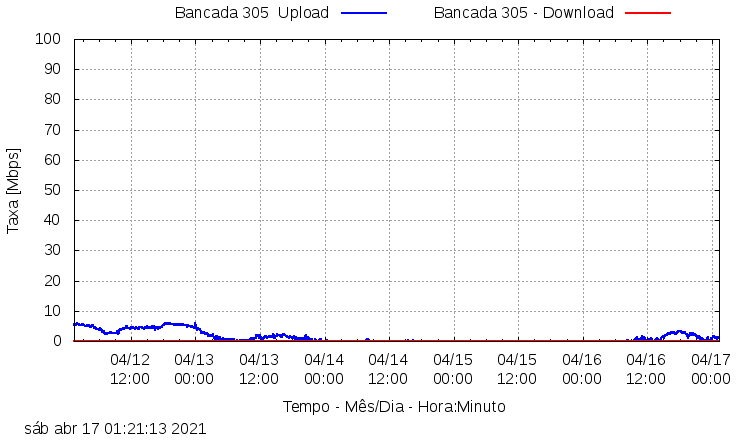 Bancada 305  Upload
Bancada 305 - Download
100
90
80
70
60
50
40
30
20
10
0
Taxa [Mbps]
04/12 04/13 04/13 04/14 04/14 04/15 04/15 04/16 04/16 04/17
12:00 00:00 12:00 00:00 12:00 00:00 12:00 00:00 12:00 00:00
Tempo - Mês/Dia - Hora:Minuto
sáb abr 17 01:21:13 2021